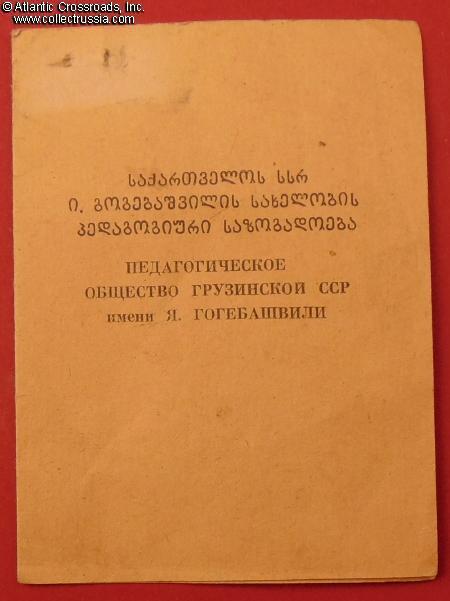 © Atlantic Crossroads, Inc.
www.collectrussia.com
საქართველოს სსრ
ი. გოგებაშვილის სახელობის
პედაგოგიური საზოგადოება
ПЕДАГОГИЧЕСКОЕ
ОБЩЕСТВО ГРУЗИНСКОЙ ССР
имени Я. ГОГЕБАШВИЛИ